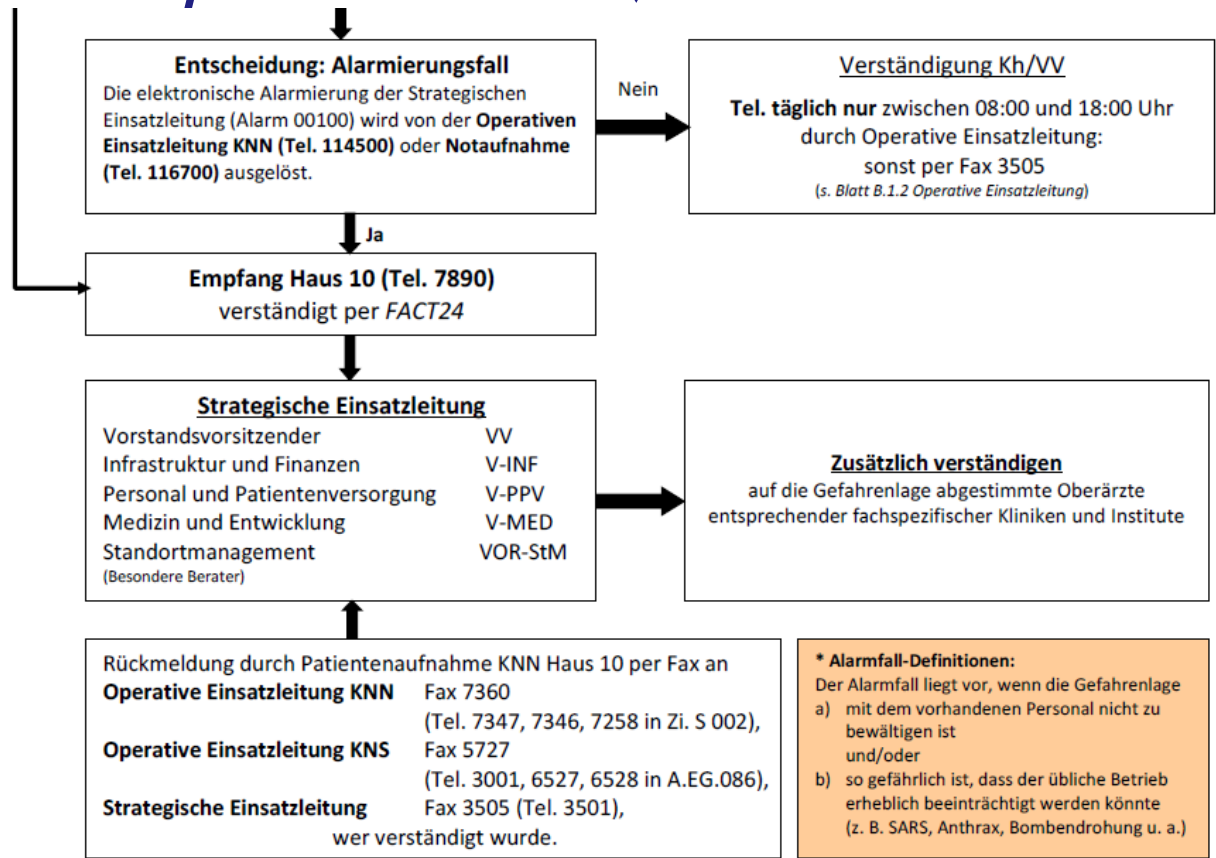 Entscheidung: Alarmierungsfall
Die elektronische Alarmierung der Strategischen
Einsatzleitung (Alarm 00100) wird von der Operativen
Einsatzleitung KNN (Tel. 114500) oder Notaufnahme
(Tel. 116700) ausgelöst.
Nein
Verständigung Kh/VV
Tel. täglich nur zwischen 08:00 und 18:00 Uhr
durch Operative Einsatzleitung:
sonst per Fax 3505
(s. Blatt B.1.2 Operative Einsatzleitung)
Ja
Empfang Haus 10 (Tel. 7890)
verständigt per FACT24
Strategische Einsatzleitung
Vorstandsvorsitzender VV
Infrastruktur und Finanzen V-INF
Personal und Patientenversorgung V-PPV
Medizin und Entwicklung V-MED
Standortmanagement VOR-StM
(Besondere Berater)
Zusätzlich verständigen
auf die Gefahrenlage abgestimmte Oberärzte
entsprechender fachspezifischer Kliniken und Institute
Rückmeldung durch Patientenaufnahme KNN Haus 10 per Fax an
Operative Einsatzleitung KNN Fax 7360
(Tel. 7347, 7346, 7258 in Zi. S 002),
Operative Einsatzleitung KNS Fax 5727
(Tel. 3001, 6527, 6528 in A.EG.086),
Strategische Einsatzleitung Fax 3505 (Tel. 3501),
wer verständigt wurde.
* Alarmfall-Definitionen:
Der Alarmfall liegt vor, wenn die Gefahrenlage
a) mit dem vorhandenen Personal nicht zu
bewältigen ist
und/oder
b) so gefährlich ist, dass der übliche Betrieb
erheblich beeinträchtigt werden könnte
(z. B. SARS, Anthrax, Bombendrohung u. a.)